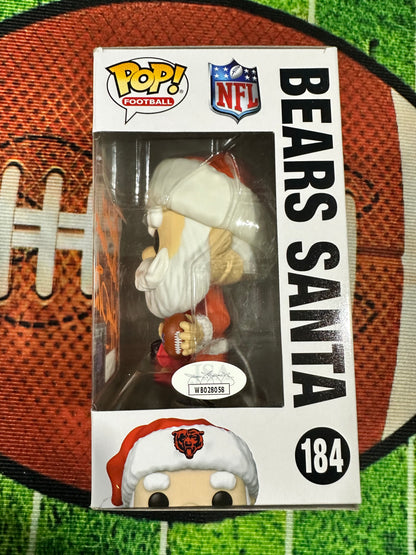 POP!
FOOTBALL
NFL
BEARS SANTA
184
WB028058